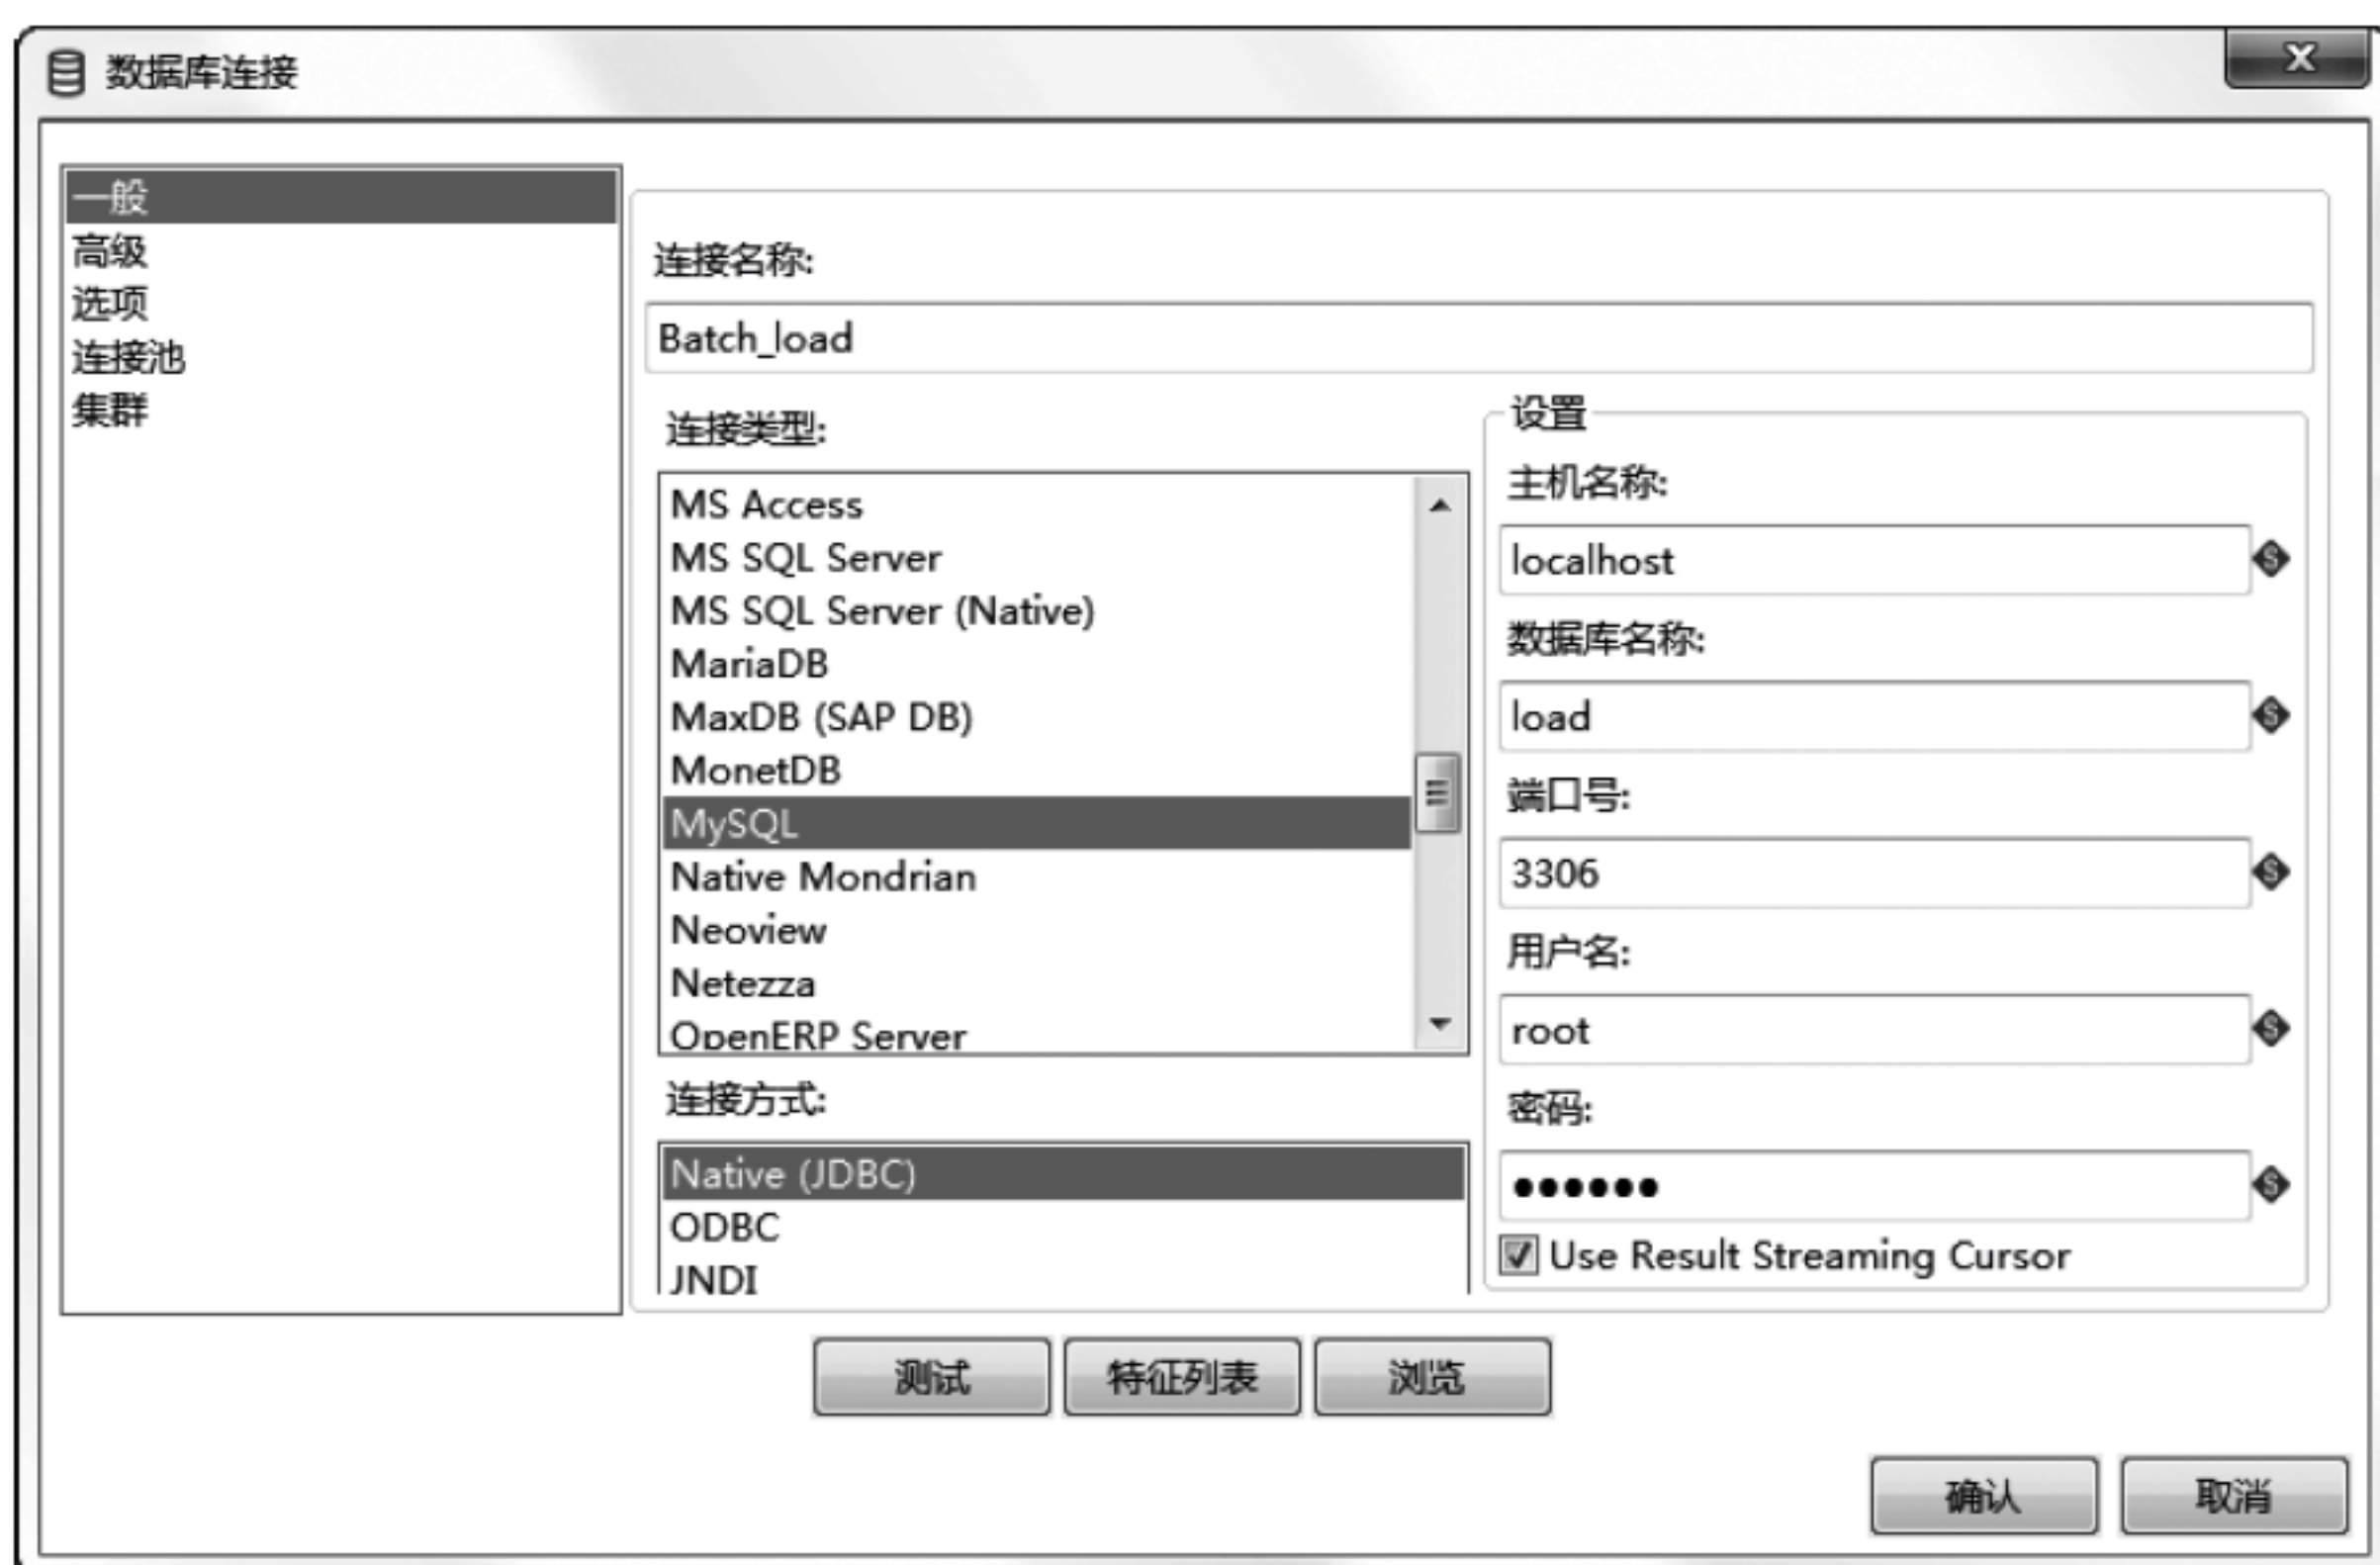 数据库连接
一般
高级
选项
连接池
集群
连接名称:
Batch_load
连接类型:
MS Access
MS SQL Server
MS SQL Server (Native)
MariaDB
MaxDB (SAP DB)
MonetDB
MySQL
Native Mondrian
Neoview
Netezza
OpenERP Server
连接方式:
Native (JDBC)
ODBC
JNDI
设置
主机名称:
localhost
数据库名称:
load
端口号:
3306
用户名:
root
密码:
●●●●●●
Use Result Streaming Cursor
测试
特征列表
浏览
确认
取消